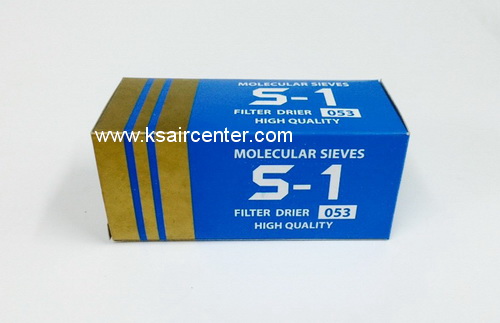 MOLECULAR SIEVES
S-1
FILTER DRIER 053
HIGH QUALITY
www.ksaircenter.com
MOLECULAR SIEVES
S-1
FILTER DRIER 053
HIGH QUALITY